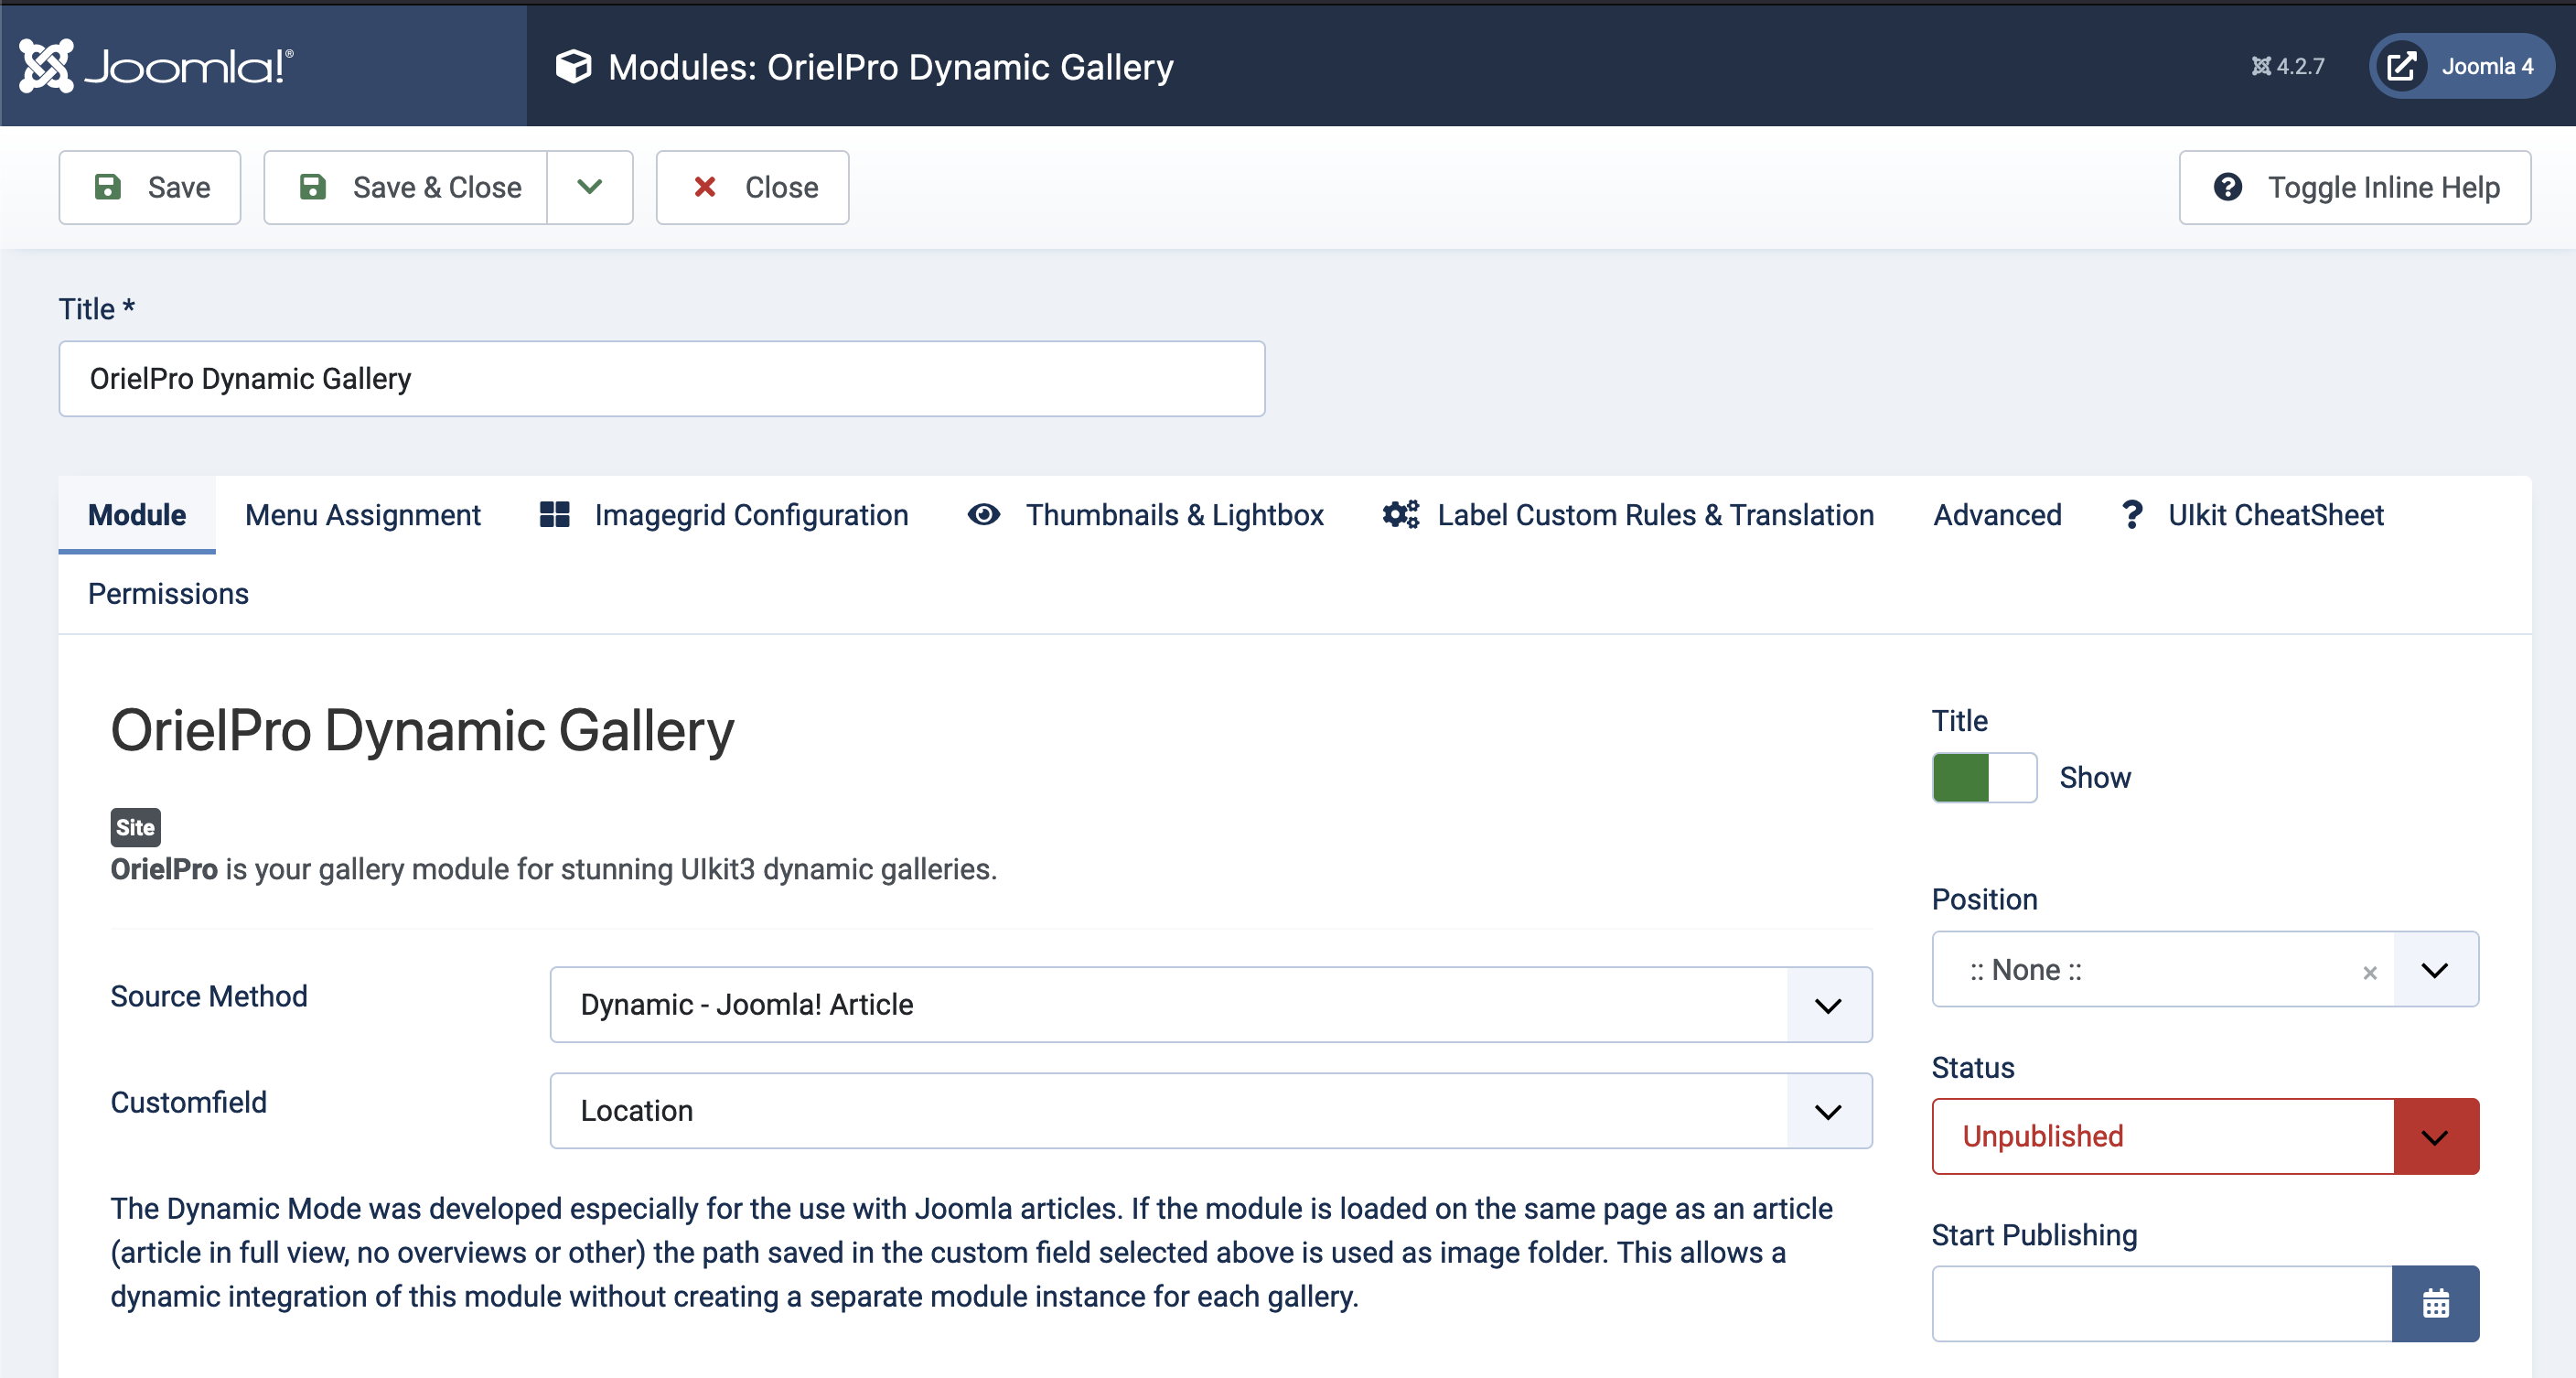 Joomla!®
Modules: OrielPro Dynamic Gallery
4.2.7
Joomla 4
Save
Save & Close
Close
Toggle Inline Help
Title *
OrielPro Dynamic Gallery
Module
Menu Assignment
Imagegrid Configuration
Thumbnails & Lightbox
Label Custom Rules & Translation
Advanced
UIkit CheatSheet
Permissions
OrielPro Dynamic Gallery
Site
OrielPro is your gallery module for stunning UIkit3 dynamic galleries.
Source Method
Dynamic - Joomla! Article
Customfield
Location
The Dynamic Mode was developed especially for the use with Joomla articles. If the module is loaded on the same page as an article
(article in full view, no overviews or other) the path saved in the custom field selected above is used as image folder. This allows a
dynamic integration of this module without creating a separate module instance for each gallery.
Title
Show
Position
:: None ::
Status
Unpublished
Start Publishing